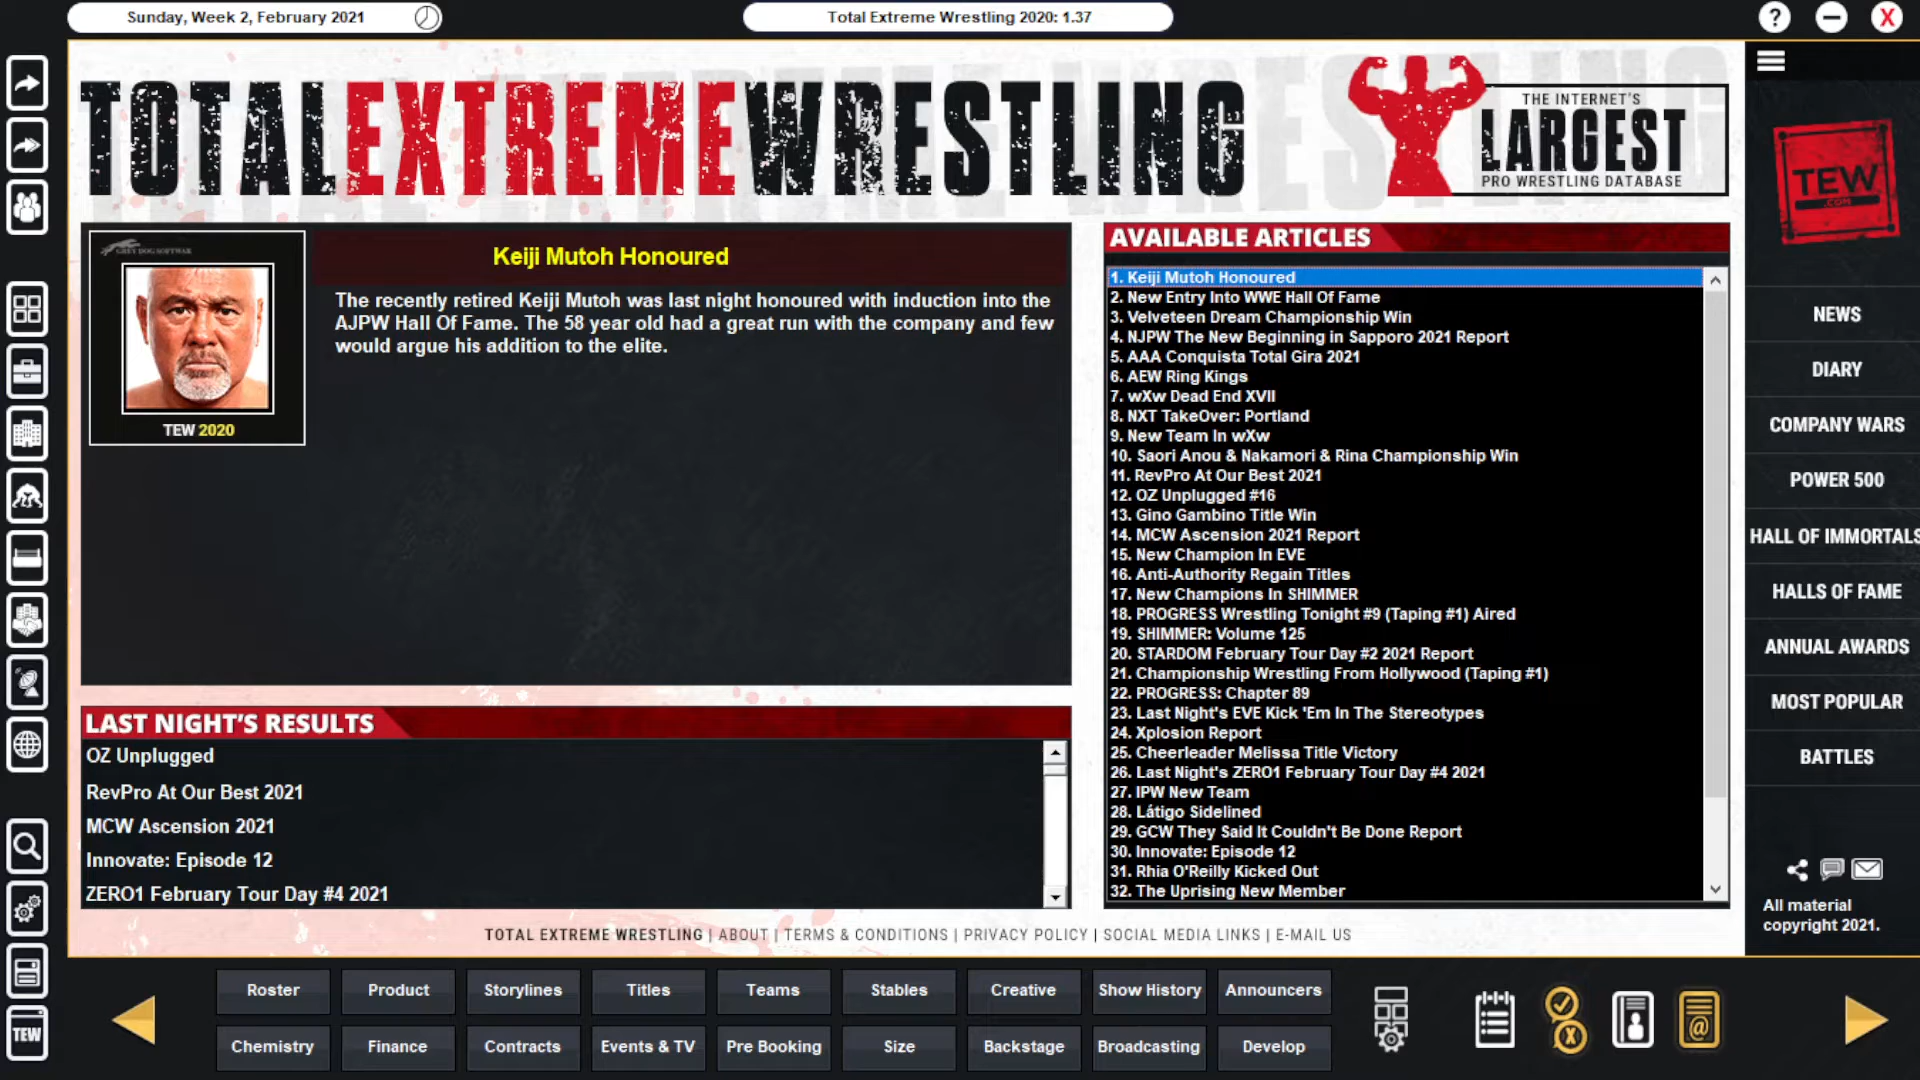 Sunday, Week 2, February 2021
Total Extreme Wrestling 2020: 1.37
TOTALEXTREMEWRESTLING
THE INTERNET'S
LARGEST
PRO WRESTLING DATABASE
TEW
.COM
GREY DOG SOFTWARE
TEW 2020
Keiji Mutoh Honoured
The recently retired Keiji Mutoh was last night honoured with induction into the
AJPW Hall Of Fame. The 58 year old had a great run with the company and few
would argue his addition to the elite.
AVAILABLE ARTICLES
1. Keiji Mutoh Honoured
2. New Entry Into WWE Hall Of Fame
3. Velveteen Dream Championship Win
4. NJPW The New Beginning in Sapporo 2021 Report
5. AAA Conquista Total Gira 2021
6. AEW Ring Kings
7. wXw Dead End XVII
8. NXT TakeOver: Portland
9. New Team In wXw
10. Saori Anou & Nakamori & Rina Championship Win
11. RevPro At Our Best 2021
12. OZ Unplugged #16
13. Gino Gambino Title Win
14. MCW Ascension 2021 Report
15. New Champion In EVE
16. Anti-Authority Regain Titles
17. New Champions In SHIMMER
18. PROGRESS Wrestling Tonight #9 (Taping #1) Aired
19. SHIMMER: Volume 125
20. STARDOM February Tour Day #2 2021 Report
21. Championship Wrestling From Hollywood (Taping #1)
22. PROGRESS: Chapter 89
23. Last Night's EVE Kick 'Em In The Stereotypes
24. Xplosion Report
25. Cheerleader Melissa Title Victory
26. Last Night's ZERO1 February Tour Day #4 2021
27. IPW New Team
28. Látigo Sidelined
29. GCW They Said It Couldn't Be Done Report
30. Innovate: Episode 12
31. Rhia O'Reilly Kicked Out
32. The Uprising New Member
LAST NIGHT'S RESULTS
OZ Unplugged
RevPro At Our Best 2021
MCW Ascension 2021
Innovate: Episode 12
ZERO1 February Tour Day #4 2021
NEWS
DIARY
COMPANY WARS
POWER 500
HALL OF IMMORTALS
HALLS OF FAME
ANNUAL AWARDS
MOST POPULAR
BATTLES
All material
copyright 2021.
TOTAL EXTREME WRESTLING | ABOUT | TERMS & CONDITIONS | PRIVACY POLICY | SOCIAL MEDIA LINKS | E-MAIL US
TEW
Roster Product Storylines Titles Teams Stables Creative Show History Announcers
Chemistry Finance Contracts Events & TV Pre Booking Size Backstage Broadcasting Develop